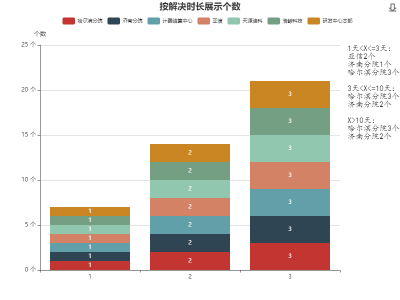 按解决时长展示个数
哈尔滨分院 济南分院 计算结算中心 亚信 天源迪科 浩鲸科技 研发中心本部
个数
25个
20个
15个
10个
5个
0个
1 1 1 1 1 1 1
2 2 2 2 2 2 2
3 3 3 3 3 3 3
1 2 3
1天<X<=3天:
亚信2个
济南分院1个
哈尔滨分院3个
3天<X<=10天:
哈尔滨分院3个
济南分院2个
X>10天:
哈尔滨分院3个
济南分院2个